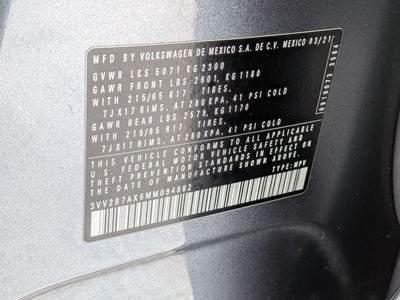 MFD BY VOLKSWAGEN DE MEXICO S.A. DE C.V. MEXICO 03/21
GVWR LBS 5071 KG 2300
GAWR FRONT LBS 2601, KG 1180
WITH 215/65 R17 TIRES,
7JX17 RIMS, AT 280 KPA, 41 PSI COLD
GAWR REAR LBS 2579, KG 1170
WITH 215/65 R17 TIRES,
7JX17 RIMS, AT 280 KPA, 41 PSI COLD
THIS VEHICLE CONFORMS TO ALL APPLICABLE
U.S. FEDERAL MOTOR VEHICLE SAFETY
THEFT PREVENTION STANDARDS IN EFFECT
ON THE DATE OF MANUFACTURE SHOWN ABOVE
3VV2B7AX6MM094882
TYPE: MPV